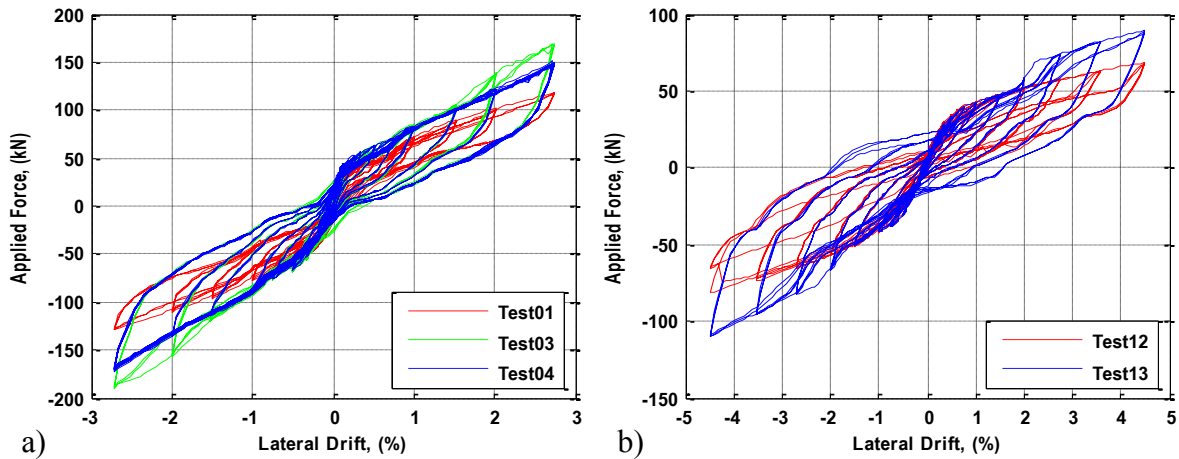 200
150
100
50
0
-50
-100
-150
-200
Applied Force, (kN)
-3 -2 -1 0 1 2 3
Lateral Drift, (%)
Test01
Test03
Test04
a)
100
50
0
-50
-100
-150
Applied Force, (kN)
-5 -4 -3 -2 -1 0 1 2 3 4 5
Lateral Drift, (%)
Test12
Test13
b)